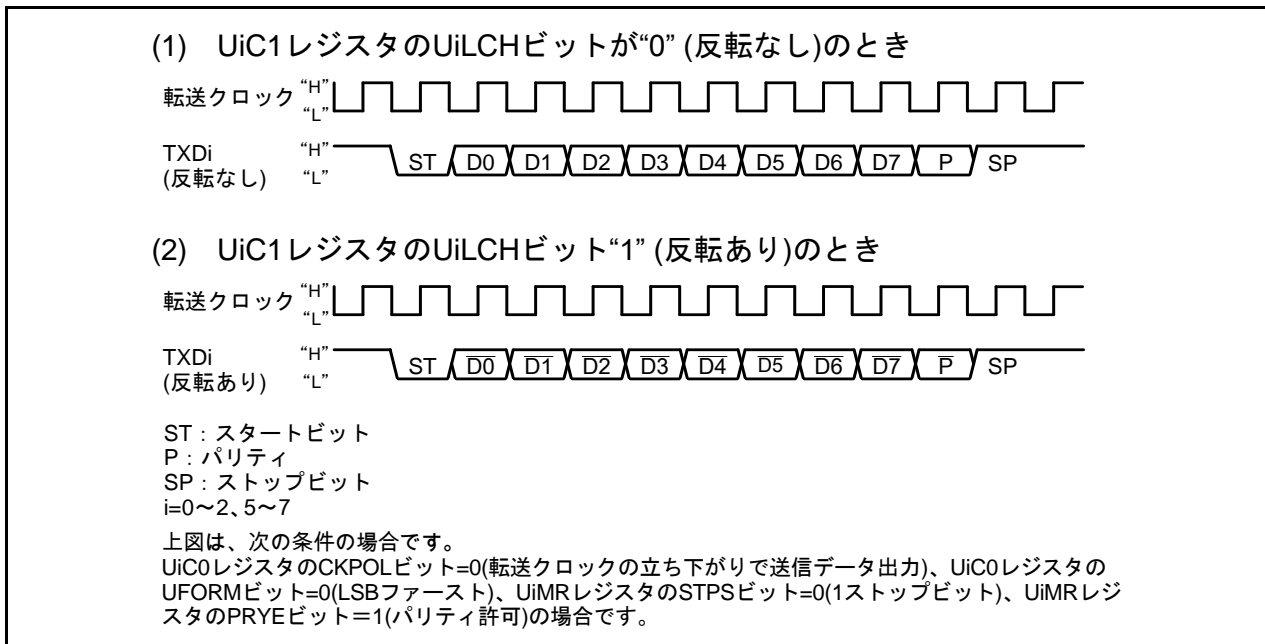 (1) UiC1レジスタのUiLCHビットが“0” (反転なし)のとき
転送クロック “H”
“L”
TXDi “H”
(反転なし) “L”
ST D0 D1 D2 D3 D4 D5 D6 D7 P SP
(2) UiC1レジスタのUiLCHビット“1” (反転あり)のとき
転送クロック “H”
“L”
TXDi “H”
(反転あり) “L”
ST D̅0̅ D̅1̅ D̅2̅ D̅3̅ D̅4̅ D̅5̅ D̅6̅ D̅7̅ P̅ SP
ST：スタートビット
P：パリティ
SP：ストップビット
i=0～2、5～7
上図は、次の条件の場合です。
UiC0レジスタのCKPOLビット=0(転送クロックの立ち下がりで送信データ出力)、UiC0レジスタの
UFORMビット=0(LSBファースト)、UiMRレジスタのSTPSビット=0(1ストップビット)、UiMRレジ
スタのPRYEビット＝1(パリティ許可)の場合です。